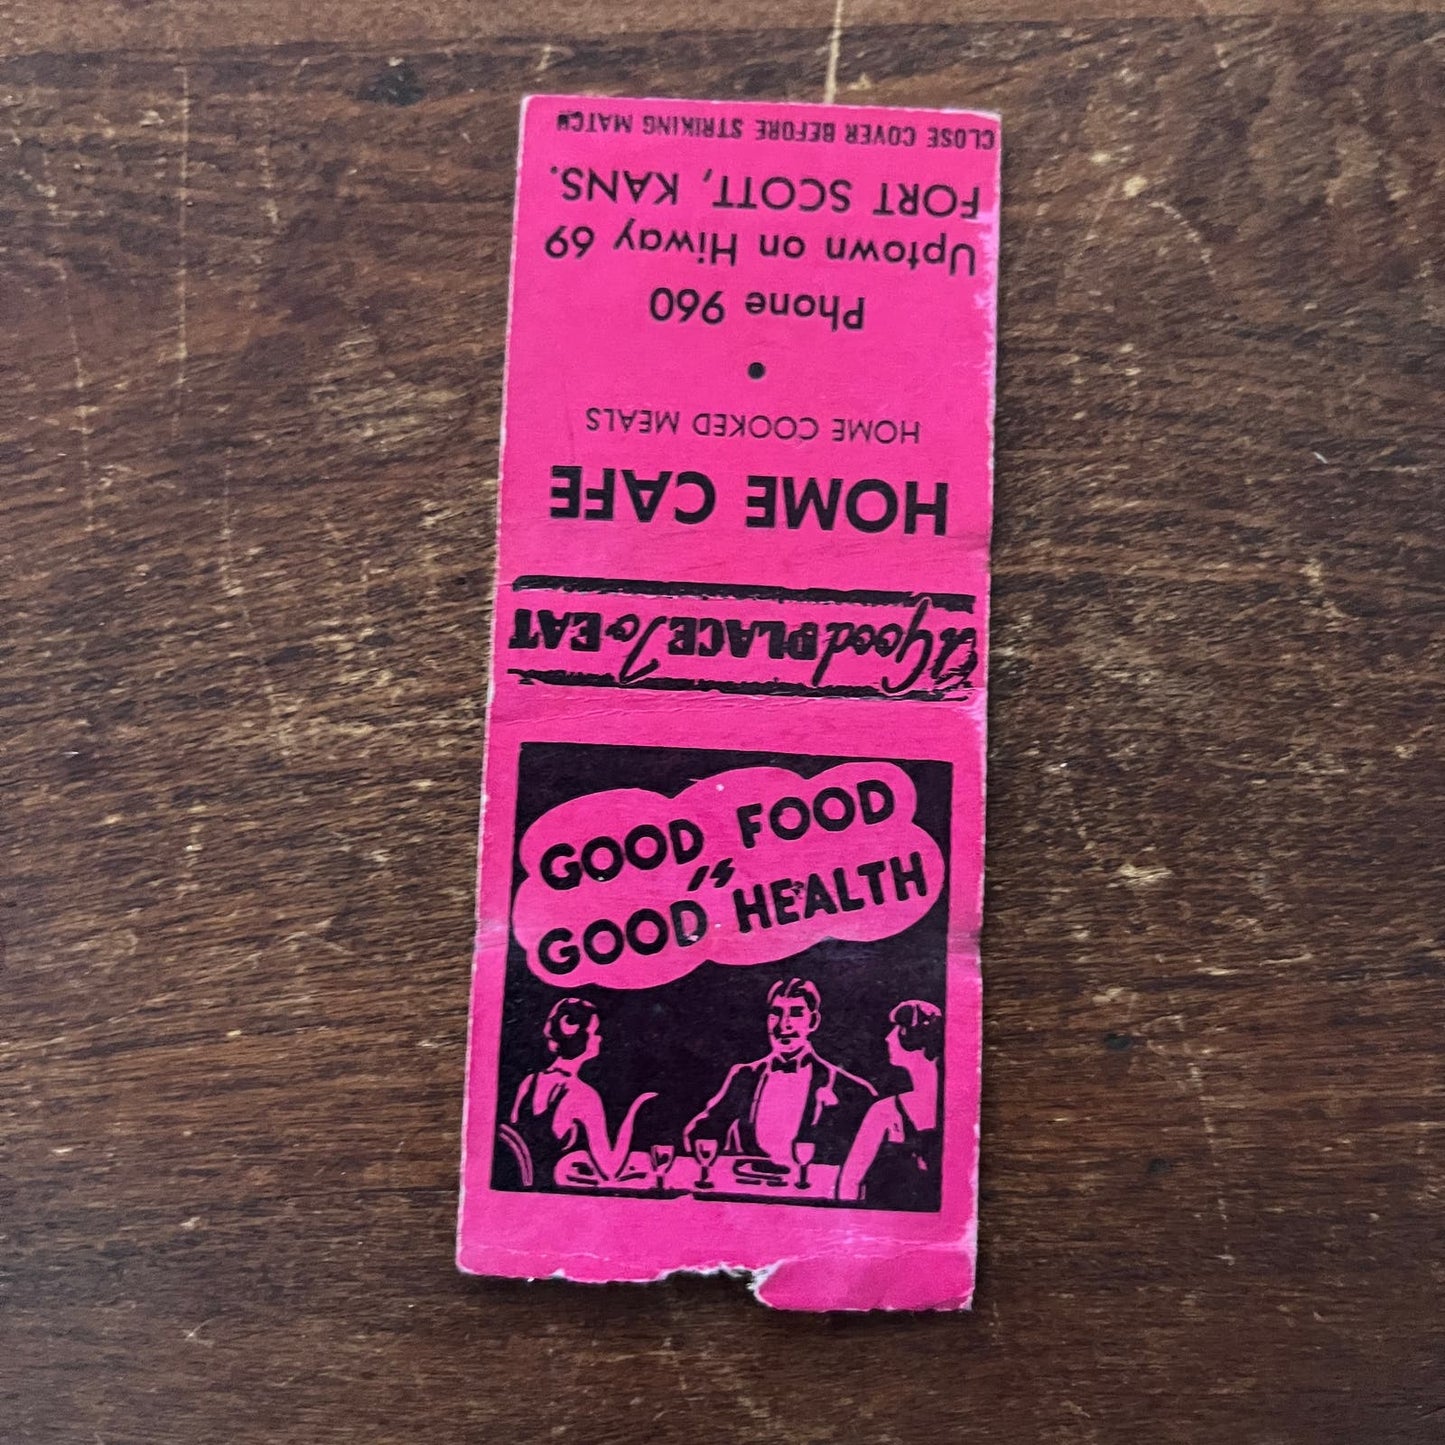 GOOD FOOD
IS
GOOD HEALTH
A Good PLACE To EAT
HOME CAFE
HOME COOKED MEALS
•
Phone 960
Uptown on Hiway 69
FORT SCOTT, KANS.
CLOSE COVER BEFORE STRIKING MATCH